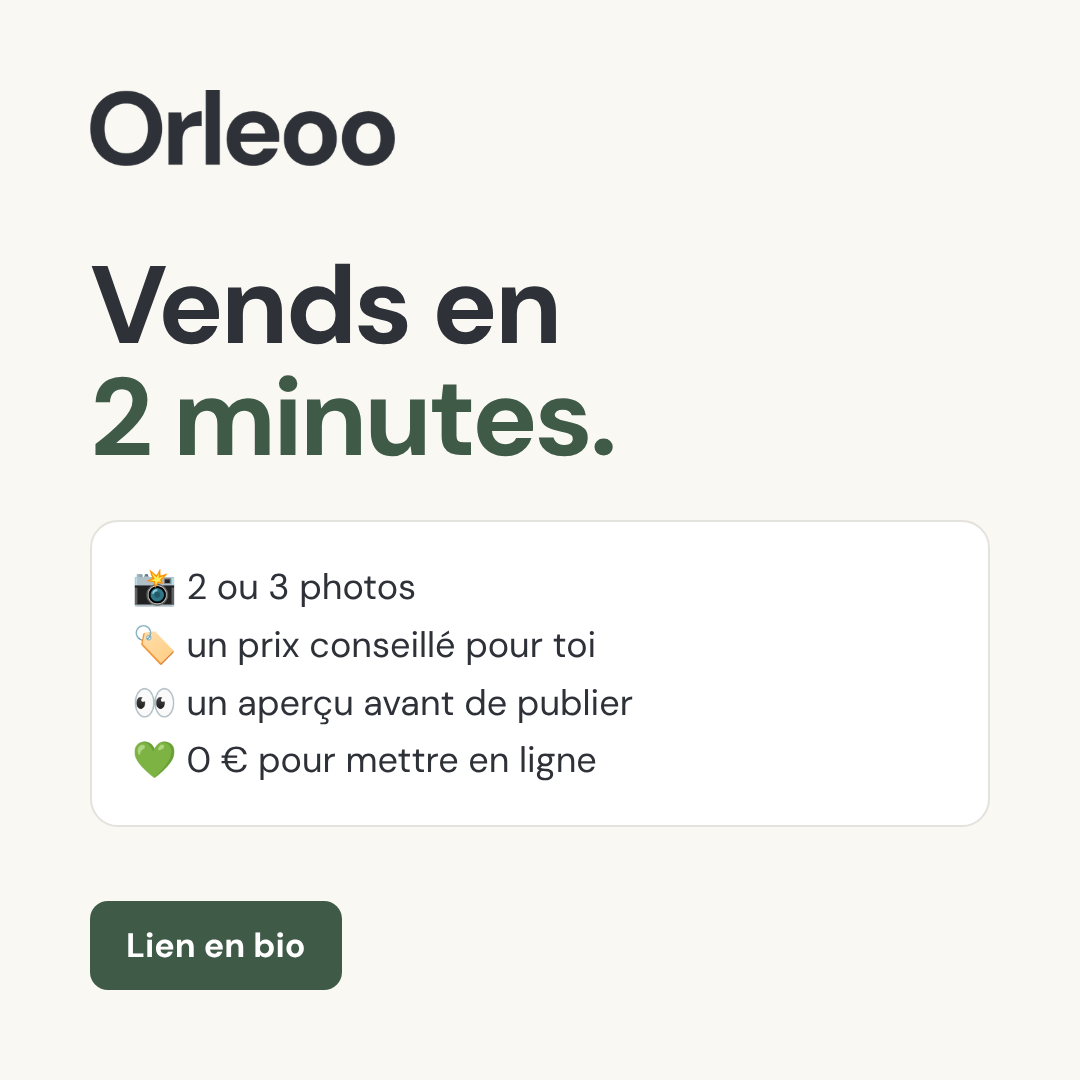 Orleoo
Vends en
2 minutes.
📸 2 ou 3 photos
🏷️ un prix conseillé pour toi
👀 un aperçu avant de publier
💚 0 € pour mettre en ligne
Lien en bio